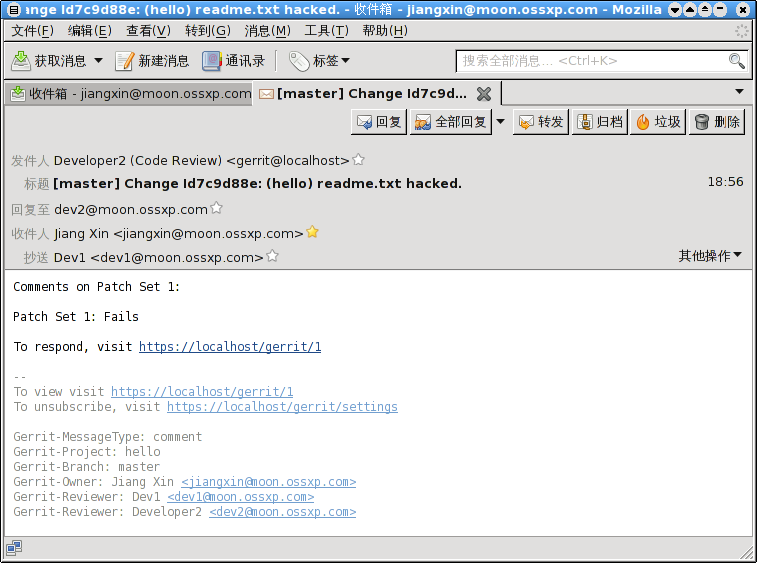 ange Id7c9d88e: (hello) readme.txt hacked. - 收件箱 - jiangxin@moon.ossxp.com - Mozilla
文件(F) 编辑(E) 查看(V) 转到(G) 消息(M) 工具(T) 帮助(H)
获取消息 新建消息 通讯录 标签 搜索全部消息... <Ctrl+K>
收件箱 - jiangxin@moon.ossxp.com [master] Change Id7c9d...
回复 全部回复 转发 归档 垃圾 删除
发件人 Developer2 (Code Review) <gerrit@localhost>
标题 [master] Change Id7c9d88e: (hello) readme.txt hacked. 18:56
回复至 dev2@moon.ossxp.com
收件人 Jiang Xin <jiangxin@moon.ossxp.com>
抄送 Dev1 <dev1@moon.ossxp.com> 其他操作
Comments on Patch Set 1:
Patch Set 1: Fails
To respond, visit https://localhost/gerrit/1
--
To view visit https://localhost/gerrit/1
To unsubscribe, visit https://localhost/gerrit/settings
Gerrit-MessageType: comment
Gerrit-Project: hello
Gerrit-Branch: master
Gerrit-Owner: Jiang Xin <jiangxin@moon.ossxp.com>
Gerrit-Reviewer: Dev1 <dev1@moon.ossxp.com>
Gerrit-Reviewer: Developer2 <dev2@moon.ossxp.com>